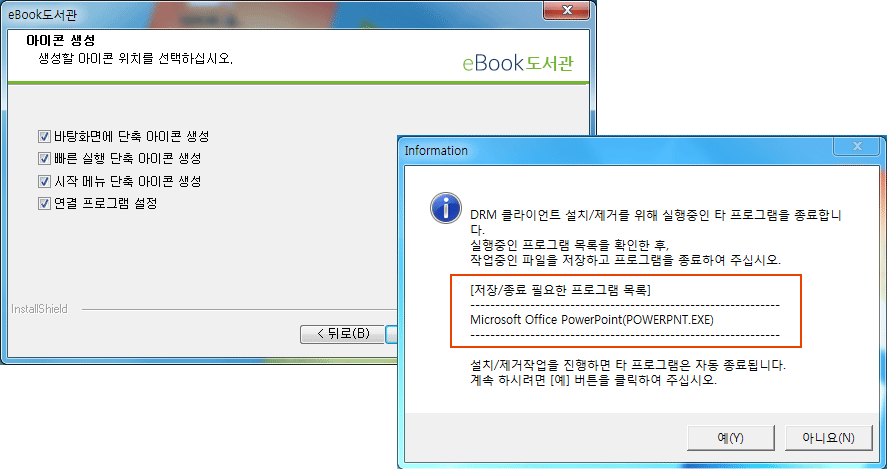 eBook도서관
아이콘 생성
생성할 아이콘 위치를 선택하십시오.
eBook도서관
바탕화면에 단축 아이콘 생성
빠른 실행 단축 아이콘 생성
시작 메뉴 단축 아이콘 생성
연결 프로그램 설정
InstallShield
< 뒤로(B)
Information
DRM 클라이언트 설치/제거를 위해 실행중인 타 프로그램을 종료합니
다.
실행중인 프로그램 목록을 확인한 후,
작업중인 파일을 저장하고 프로그램을 종료하여 주십시오.
[저장/종료 필요한 프로그램 목록]
--------------------------------------------------------------
Microsoft Office PowerPoint(POWERPNT.EXE)
--------------------------------------------------------------
설치/제거작업을 진행하면 타 프로그램은 자동 종료됩니다.
계속 하시려면 [예] 버튼을 클릭하여 주십시오.
예(Y)
아니요(N)